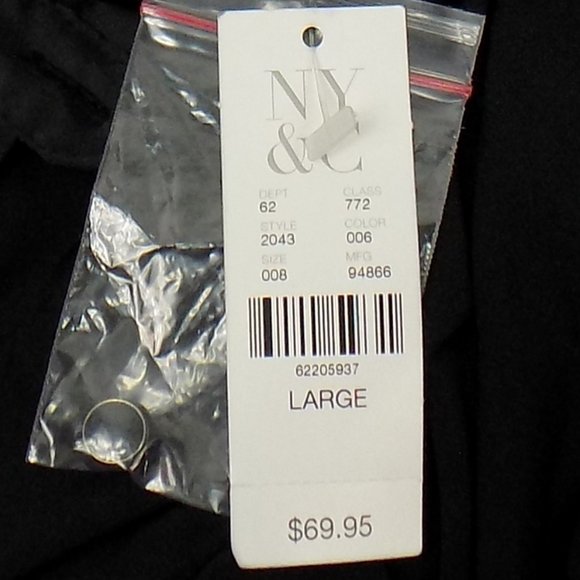 NY
&C
DEPT CLASS
62 772
STYLE COLOR
2043 006
SIZE MFG
008 94866
62205937
LARGE
$69.95